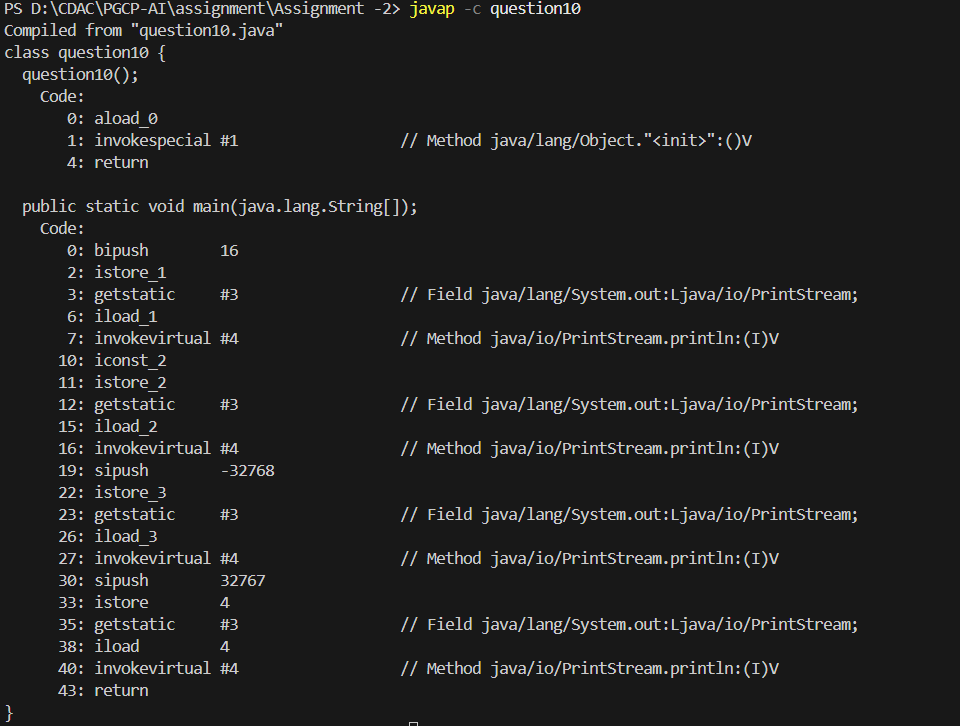 PS D:\CDAC\PGCP-AI\assignment\Assignment -2> javap -c question10
Compiled from "question10.java"
class question10 {
  question10();
    Code:
       0: aload_0
       1: invokespecial #1                  // Method java/lang/Object."<init>":()V
       4: return

  public static void main(java.lang.String[]);
    Code:
       0: bipush        16
       2: istore_1
       3: getstatic     #3                  // Field java/lang/System.out:Ljava/io/PrintStream;
       6: iload_1
       7: invokevirtual #4                  // Method java/io/PrintStream.println:(I)V
      10: iconst_2
      11: istore_2
      12: getstatic     #3                  // Field java/lang/System.out:Ljava/io/PrintStream;
      15: iload_2
      16: invokevirtual #4                  // Method java/io/PrintStream.println:(I)V
      19: sipush        -32768
      22: istore_3
      23: getstatic     #3                  // Field java/lang/System.out:Ljava/io/PrintStream;
      26: iload_3
      27: invokevirtual #4                  // Method java/io/PrintStream.println:(I)V
      30: sipush        32767
      33: istore        4
      35: getstatic     #3                  // Field java/lang/System.out:Ljava/io/PrintStream;
      38: iload         4
      40: invokevirtual #4                  // Method java/io/PrintStream.println:(I)V
      43: return
}